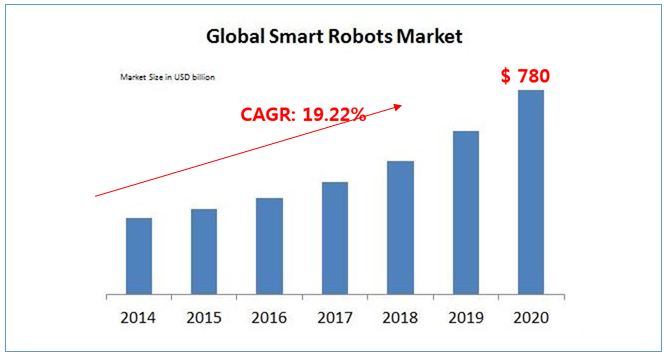 Global Smart Robots Market
Market Size in USD billion
$ 780
CAGR: 19.22%
2014 2015 2016 2017 2018 2019 2020